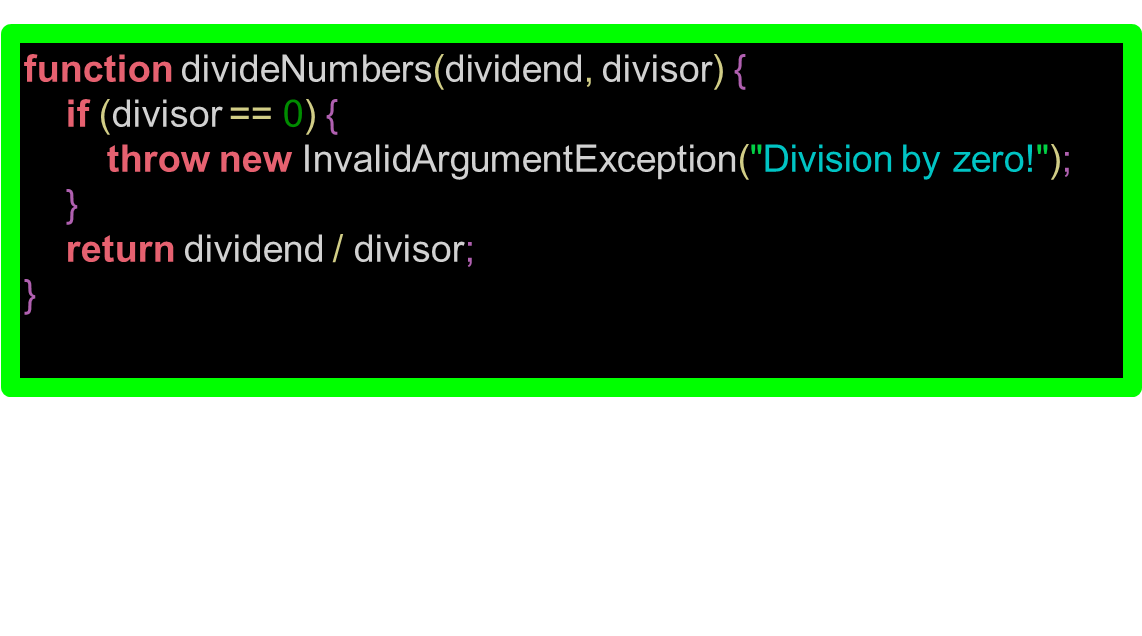 function divideNumbers(dividend, divisor) {
    if (divisor == 0) {
        throw new InvalidArgumentException("Division by zero!");
    }
    return dividend / divisor;
}